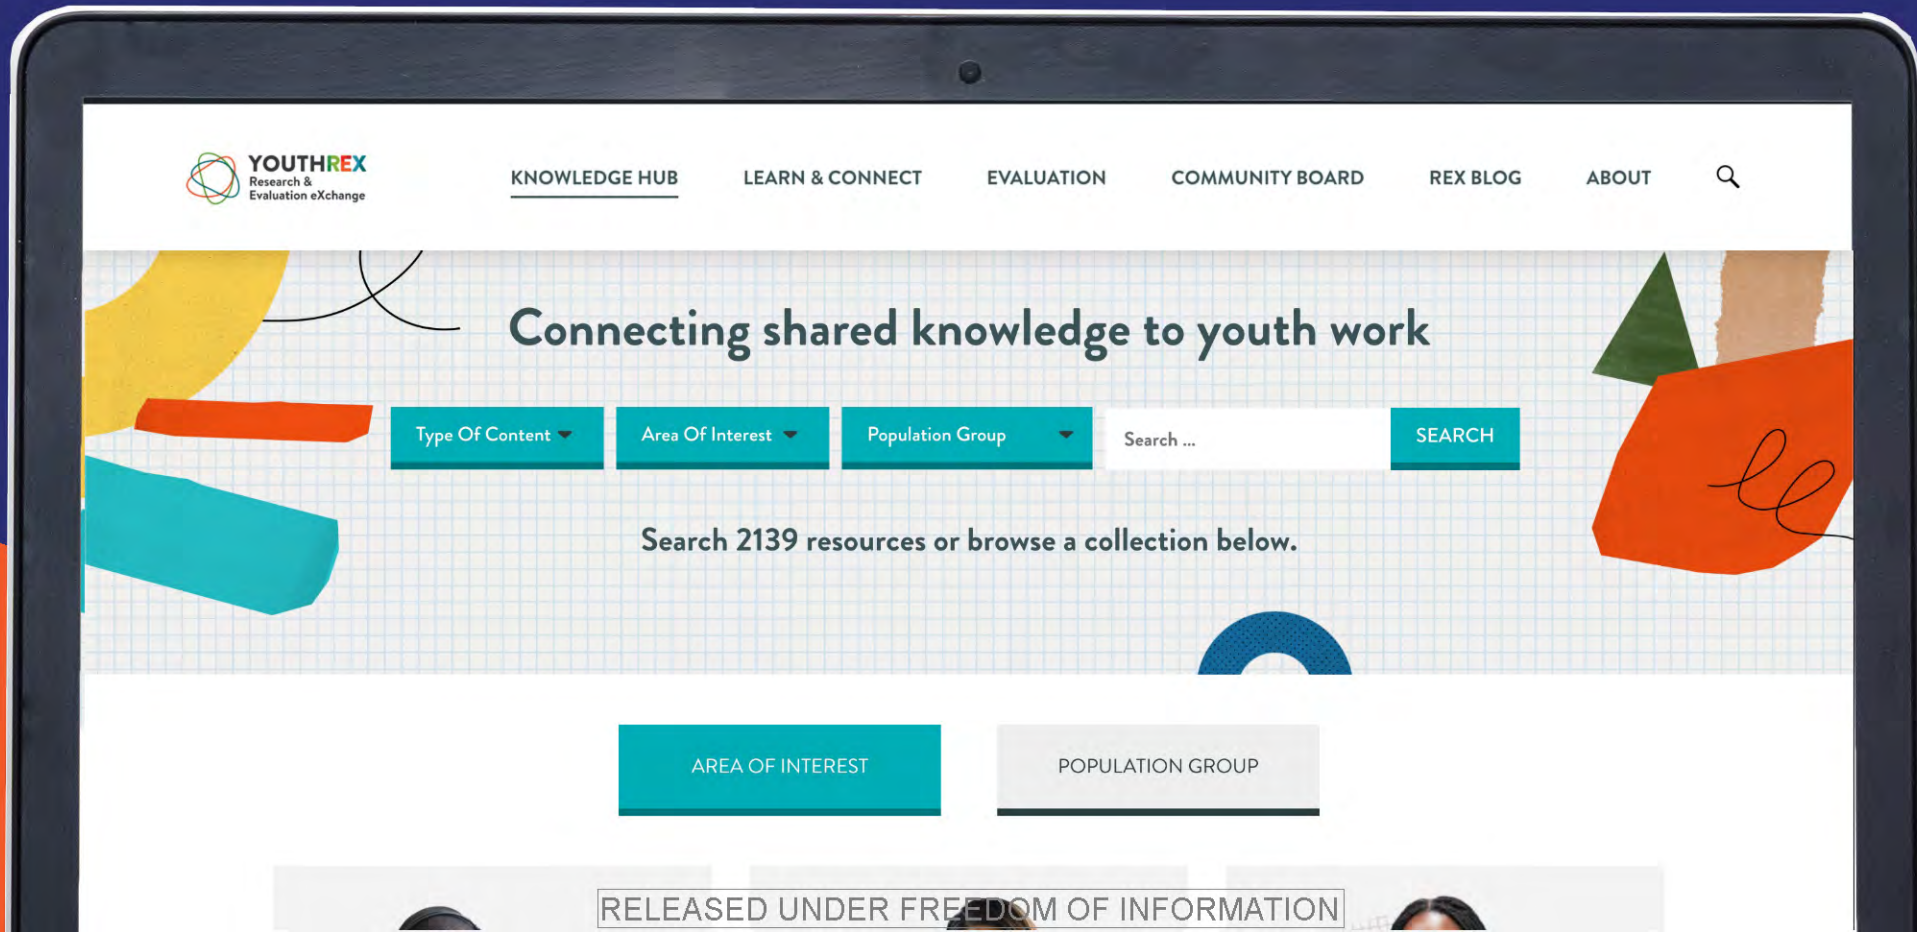 YOUTHREX
Research &
Evaluation eXchange
KNOWLEDGE HUB
LEARN & CONNECT
EVALUATION
COMMUNITY BOARD
REX BLOG
ABOUT
Connecting shared knowledge to youth work
Type Of Content
Area Of Interest
Population Group
Search ...
SEARCH
Search 2139 resources or browse a collection below.
AREA OF INTEREST
POPULATION GROUP
RELEASED UNDER FREEDOM OF INFORMATION